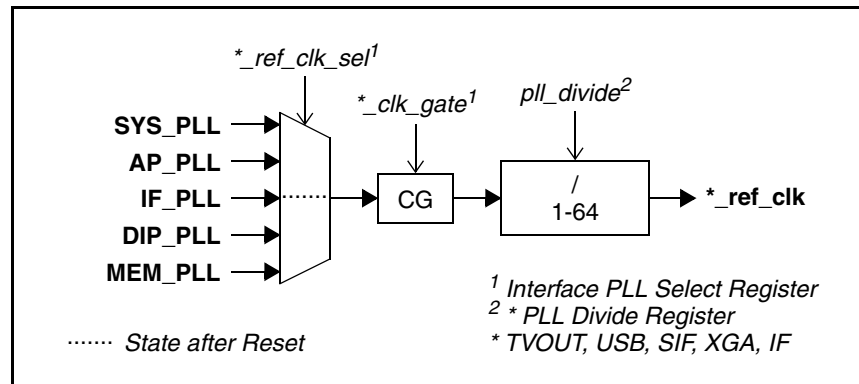 *_ref_clk_sel¹
*_clk_gate¹
pll_divide²
SYS_PLL
AP_PLL
IF_PLL
DIP_PLL
MEM_PLL
CG
/
1-64
*_ref_clk
¹ Interface PLL Select Register
² * PLL Divide Register
* TVOUT, USB, SIF, XGA, IF
....... State after Reset